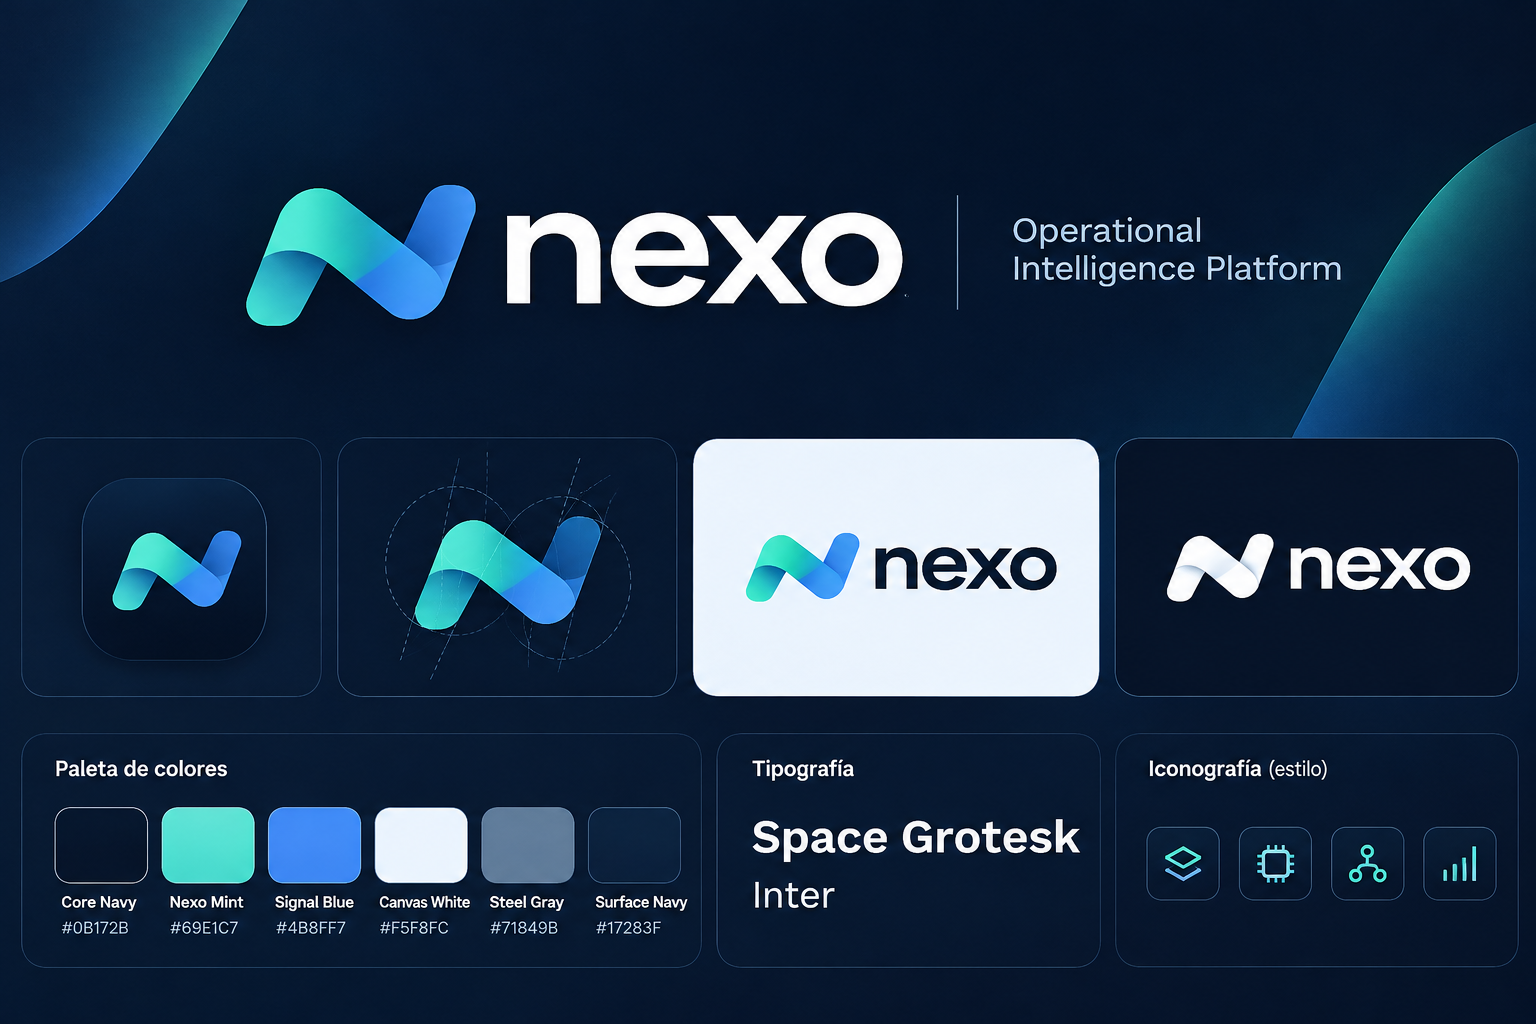 nexo
Operational
Intelligence Platform
nexo
nexo
Paleta de colores
Core Navy
#0B172B
Nexo Mint
#69E1C7
Signal Blue
#4B8FF7
Canvas White
#F5F8FC
Steel Gray
#71849B
Surface Navy
#17283F
Tipografía
Space Grotesk
Inter
Iconografía (estilo)